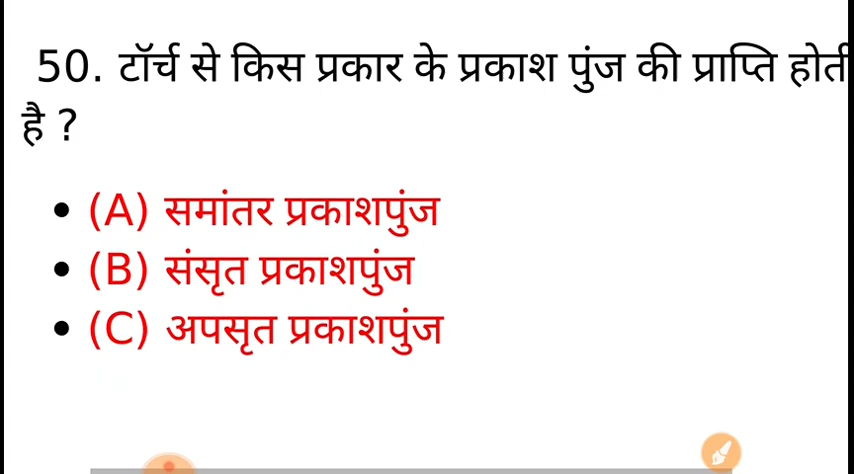 50. टॉर्च से किस प्रकार के प्रकाश पुंज की प्राप्ति होती
है ?
• (A) समांतर प्रकाशपुंज
• (B) संसृत प्रकाशपुंज
• (C) अपसृत प्रकाशपुंज